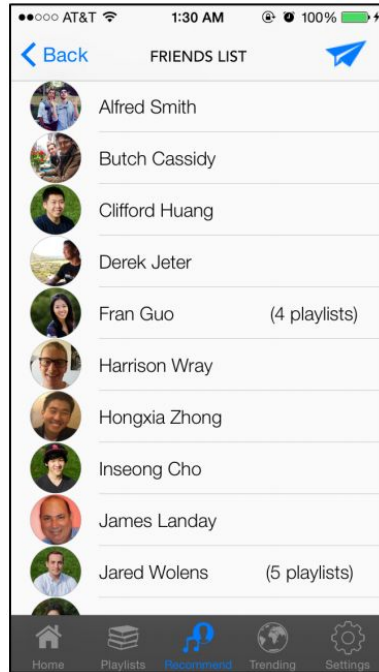 AT&T 1:30 AM 100%
Back FRIENDS LIST
Alfred Smith
Butch Cassidy
Clifford Huang
Derek Jeter
Fran Guo (4 playlists)
Harrison Wray
Hongxia Zhong
Inseong Cho
James Landay
Jared Wolens (5 playlists)
Home Playlists Recommend Trending Settings